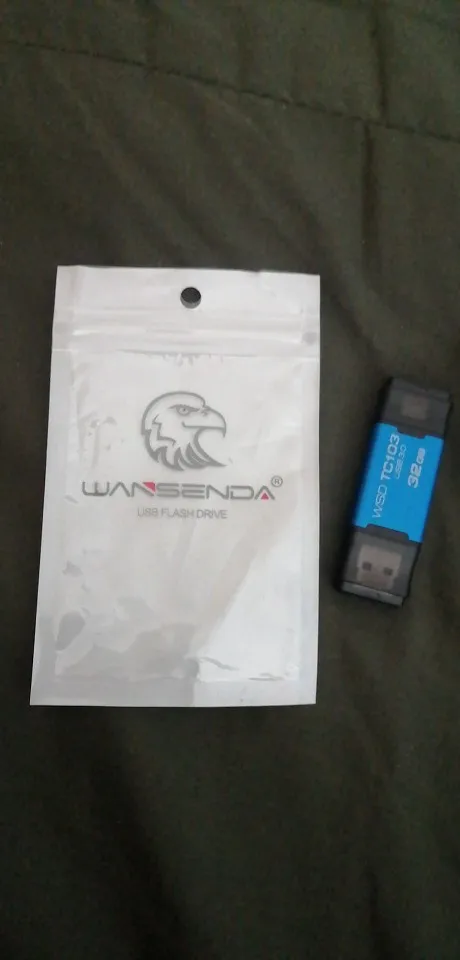 WANSENDA®
USB FLASH DRIVE
WSD TC103
USB 3.0
32GB